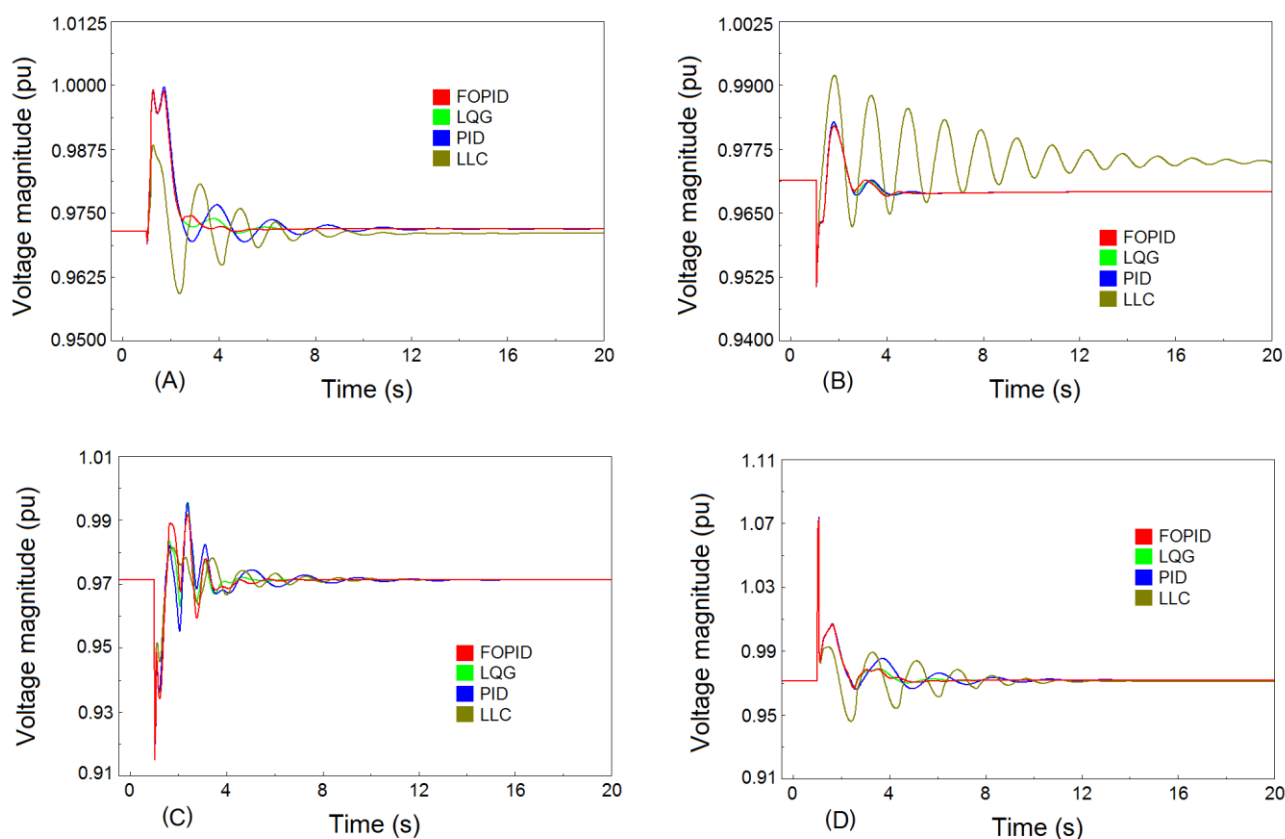 Voltage magnitude (pu)
1.0125
1.0000
0.9875
0.9750
0.9625
0.9500
FOPID
LQG
PID
LLC
0 4 8 12 16 20
(A)
Time (s)
Voltage magnitude (pu)
1.0025
0.9900
0.9775
0.9650
0.9525
0.9400
FOPID
LQG
PID
LLC
0 4 8 12 16 20
(B)
Time (s)
Voltage magnitude (pu)
1.01
0.99
0.97
0.95
0.93
0.91
FOPID
LQG
PID
LLC
0 4 8 12 16 20
(C)
Time (s)
Voltage magnitude (pu)
1.11
1.07
1.03
0.99
0.95
0.91
FOPID
LQG
PID
LLC
0 4 8 12 16 20
(D)
Time (s)